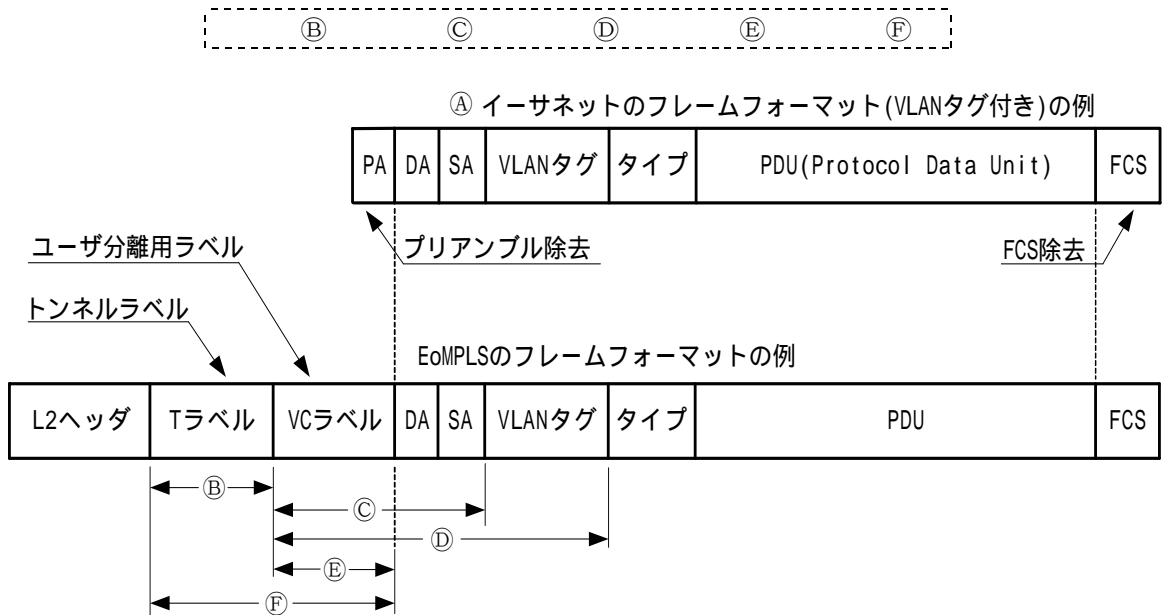 Ⓑ Ⓒ Ⓓ Ⓔ Ⓕ
Ⓐ イーサネットのフレームフォーマット(VLANタグ付き)の例
PA DA SA VLANタグ タイプ PDU(Protocol Data Unit) FCS
ユーザ分離用ラベル
プリアンブル除去
FCS除去
トンネルラベル
EoMPLSのフレームフォーマットの例
L2ヘッダ Tラベル VCラベル DA SA VLANタグ タイプ PDU FCS
Ⓑ
Ⓒ
Ⓓ
Ⓔ
Ⓕ